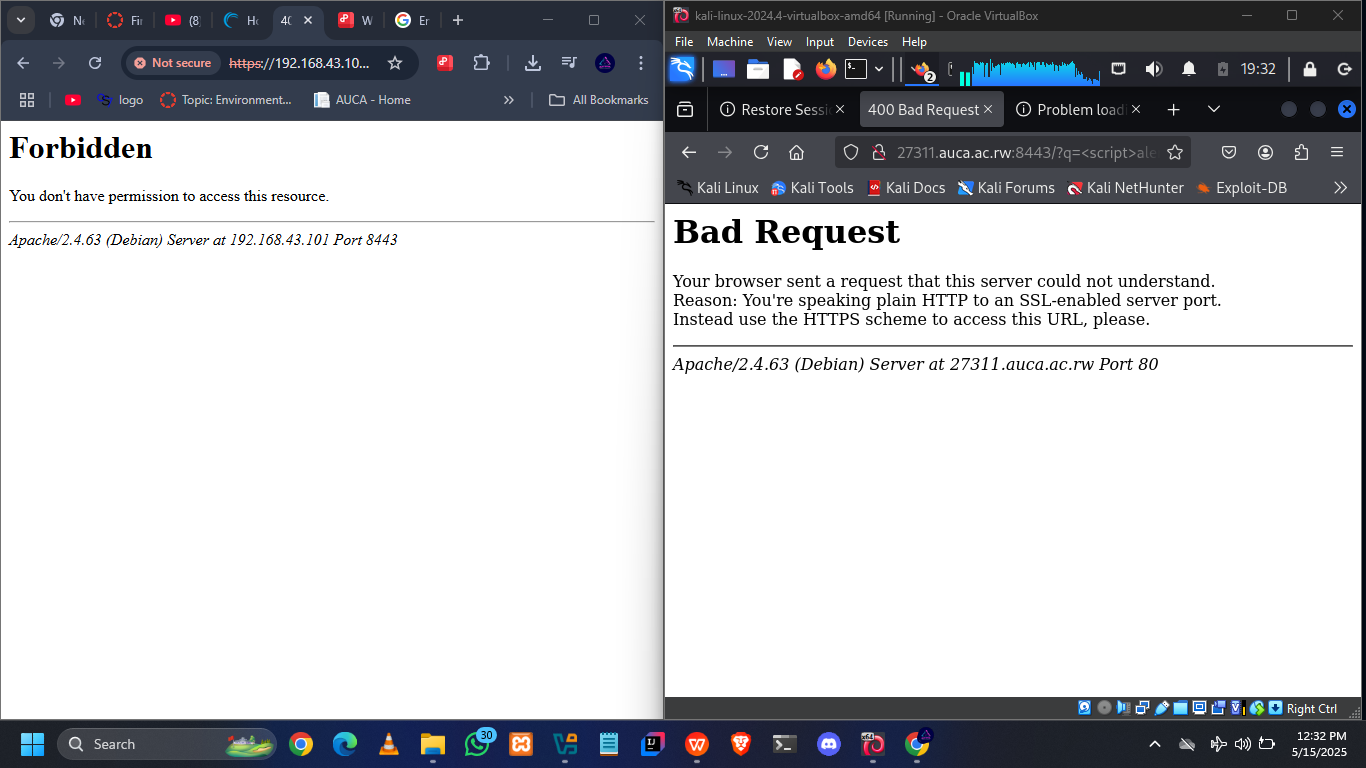 Ne
Fir
(8
Ho
40
W
Er
Not secure
https://192.168.43.10...
logo
Topic: Environment...
AUCA - Home
All Bookmarks
Forbidden
You don't have permission to access this resource.
Apache/2.4.63 (Debian) Server at 192.168.43.101 Port 8443
kali-linux-2024.4-virtualbox-amd64 [Running] - Oracle VirtualBox
File Machine View Input Devices Help
2
19:32
Restore Sessi
400 Bad Request
Problem loadi
27311.auca.ac.rw:8443/?q=<script>ale
Kali Linux
Kali Tools
Kali Docs
Kali Forums
Kali NetHunter
Exploit-DB
Bad Request
Your browser sent a request that this server could not understand.
Reason: You're speaking plain HTTP to an SSL-enabled server port.
Instead use the HTTPS scheme to access this URL, please.
Apache/2.4.63 (Debian) Server at 27311.auca.ac.rw Port 80
Right Ctrl
Search
30
12:32 PM
5/15/2025